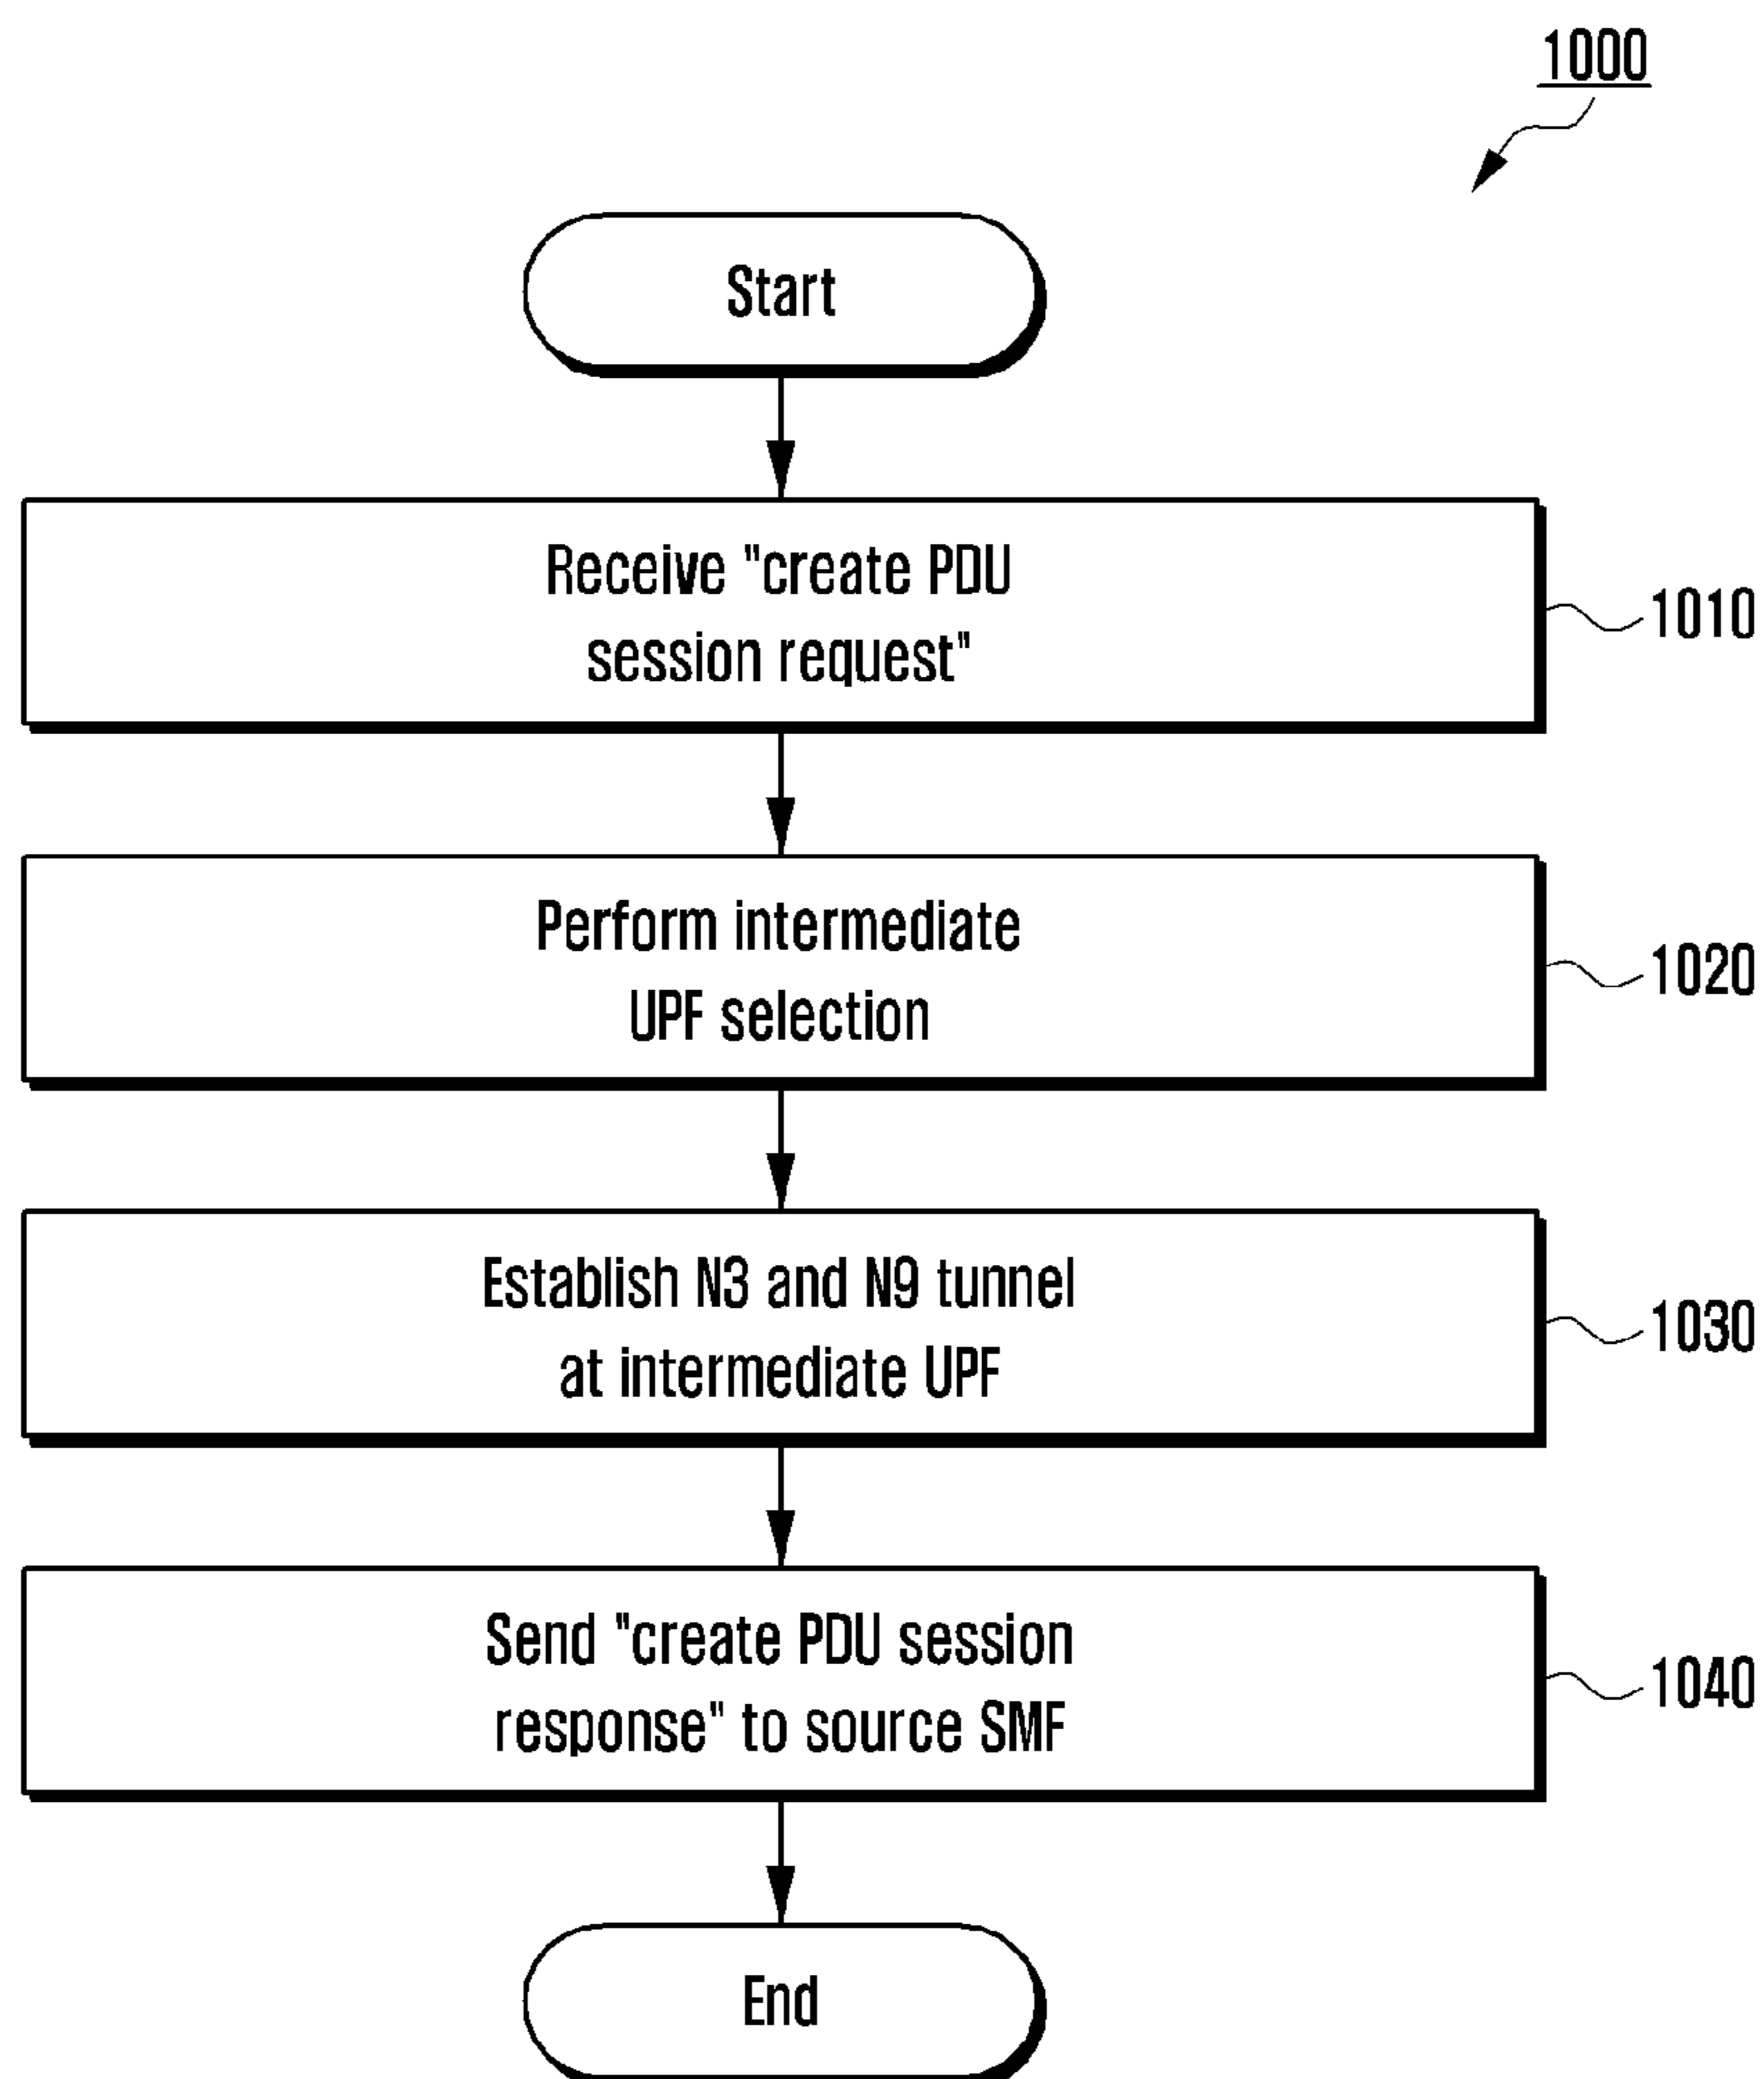 1000
Start
Receive "create PDU
session request"
1010
Perform intermediate
UPF selection
1020
Establish N3 and N9 tunnel
at intermediate UPF
1030
Send "create PDU session
response" to source SMF
1040
End